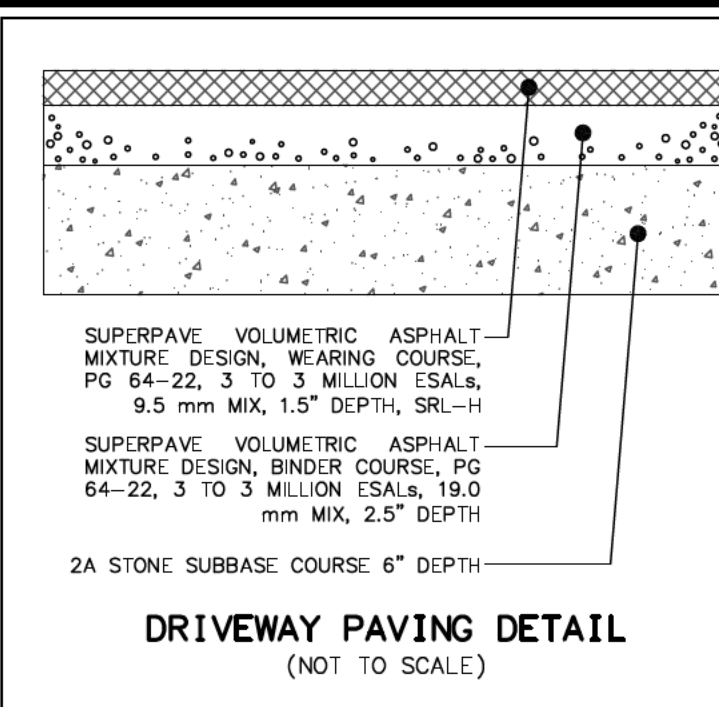 SUPERPAVE VOLUMETRIC ASPHALT
MIXTURE DESIGN, WEARING COURSE,
PG 64-22, 3 TO 3 MILLION ESALs,
9.5 mm MIX, 1.5" DEPTH, SRL-H
SUPERPAVE VOLUMETRIC ASPHALT
MIXTURE DESIGN, BINDER COURSE, PG
64-22, 3 TO 3 MILLION ESALs, 19.0
mm MIX, 2.5" DEPTH
2A STONE SUBBASE COURSE 6" DEPTH
DRIVEWAY PAVING DETAIL
(NOT TO SCALE)